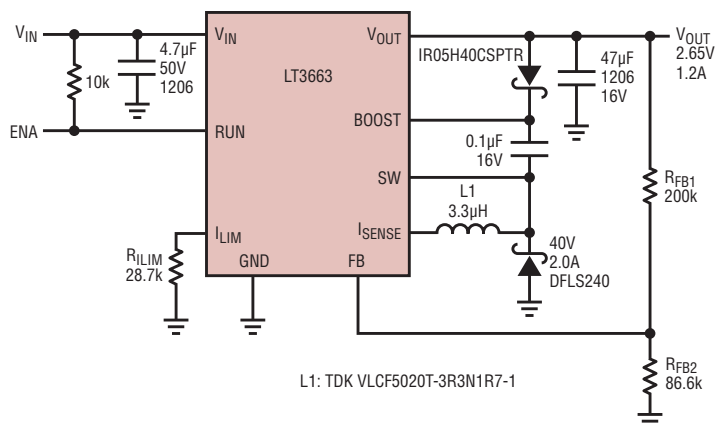 VIN
4.7µF
50V
1206
10k
ENA
VIN
VOUT
LT3663
RUN
BOOST
SW
ILIM
ISENSE
GND
FB
RILIM
28.7k
IR05H40CSPTR
47µF
1206
16V
VOUT
2.65V
1.2A
0.1µF
16V
L1
3.3µH
40V
2.0A
DFLS240
RFB1
200k
RFB2
86.6k
L1: TDK VLCF5020T-3R3N1R7-1